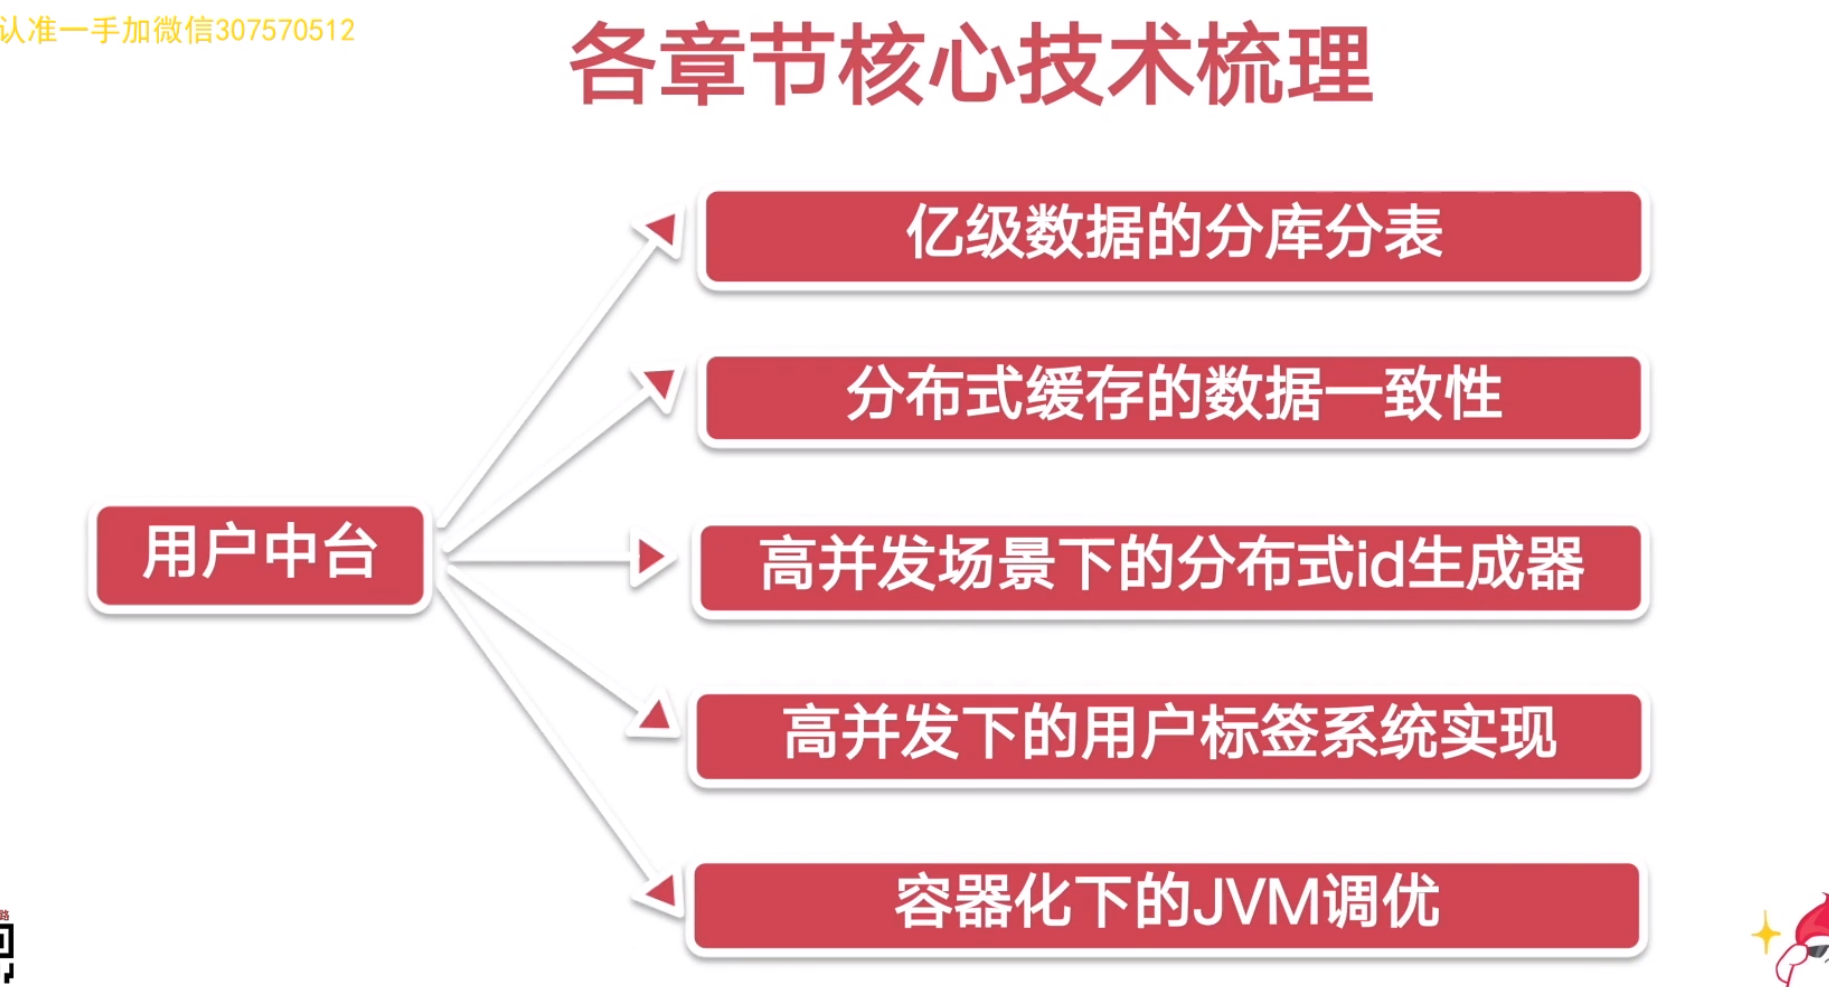 认准一手加微信307570512
各章节核心技术梳理
亿级数据的分库分表
分布式缓存的数据一致性
用户中台
高并发场景下的分布式id生成器
高并发下的用户标签系统实现
容器化下的JVM调优
路